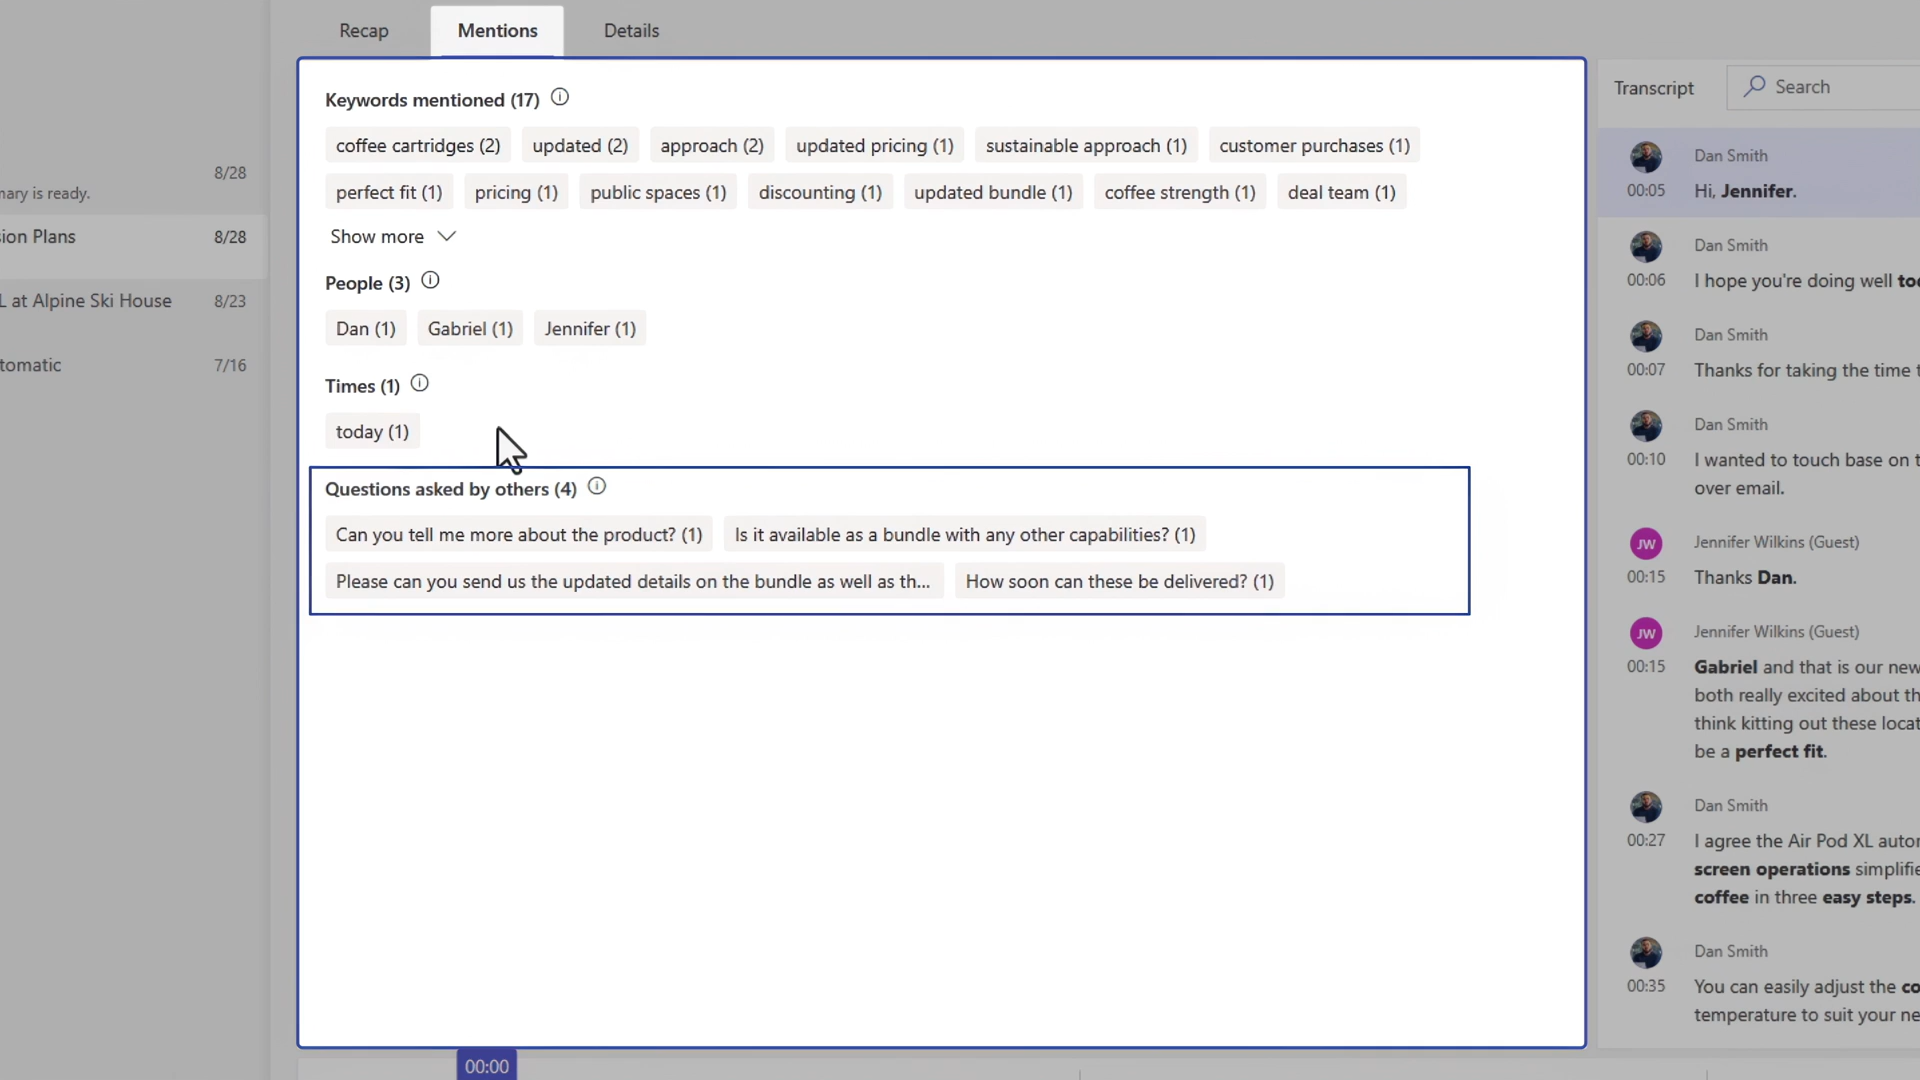 Recap
Mentions
Details
8/28
mary is ready.
ion Plans
8/28
L at Alpine Ski House
8/23
tomatic
7/16
Keywords mentioned (17)
coffee cartridges (2) updated (2) approach (2) updated pricing (1) sustainable approach (1) customer purchases (1)
perfect fit (1) pricing (1) public spaces (1) discounting (1) updated bundle (1) coffee strength (1) deal team (1)
Show more
People (3)
Dan (1) Gabriel (1) Jennifer (1)
Times (1)
today (1)
Questions asked by others (4)
Can you tell me more about the product? (1) Is it available as a bundle with any other capabilities? (1)
Please can you send us the updated details on the bundle as well as th... How soon can these be delivered? (1)
00:00
Transcript
Search
Dan Smith
00:05 Hi, Jennifer.
Dan Smith
00:06 I hope you're doing well to
Dan Smith
00:07 Thanks for taking the time t
Dan Smith
00:10 I wanted to touch base on t
over email.
JW Jennifer Wilkins (Guest)
00:15 Thanks Dan.
JW Jennifer Wilkins (Guest)
00:15 Gabriel and that is our new
both really excited about th
think kitting out these locat
be a perfect fit.
Dan Smith
00:27 I agree the Air Pod XL autor
screen operations simplifie
coffee in three easy steps.
Dan Smith
00:35 You can easily adjust the co
temperature to suit your ne